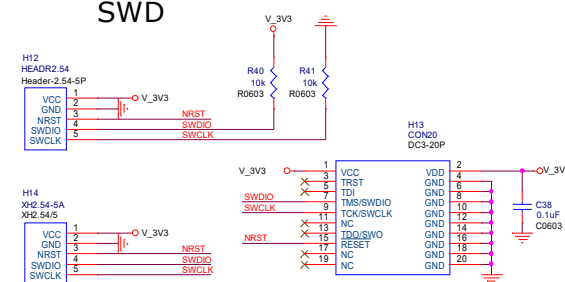 SWD
V_3V3
H12
HEADR2.54
Header-2.54-5P
R40
10k
R0603
R41
10k
R0603
VCC 1 V_3V3
GND 2
NRST 3 NRST
SWDIO 4 SWDIO
SWCLK 5 SWCLK
H13
CON20
DC3-20P
V_3V3 1 VCC VDD 2 V_3V
3 TRST GND 4
5 TDI GND 6
SWDIO 7 TMS/SWDIO GND 8
SWCLK 9 TCK/SWCLK GND 10
11 NC GND 12
13 TDO/SWO GND 14
NRST 15 RESET GND 16
17 NC GND 18
19 NC GND 20
C38
0.1uF
C0603
H14
XH2.54-5A
XH2.54/5
VCC 1 V_3V3
GND 2
NRST 3 NRST
SWDIO 4 SWDIO
SWCLK 5 SWCLK